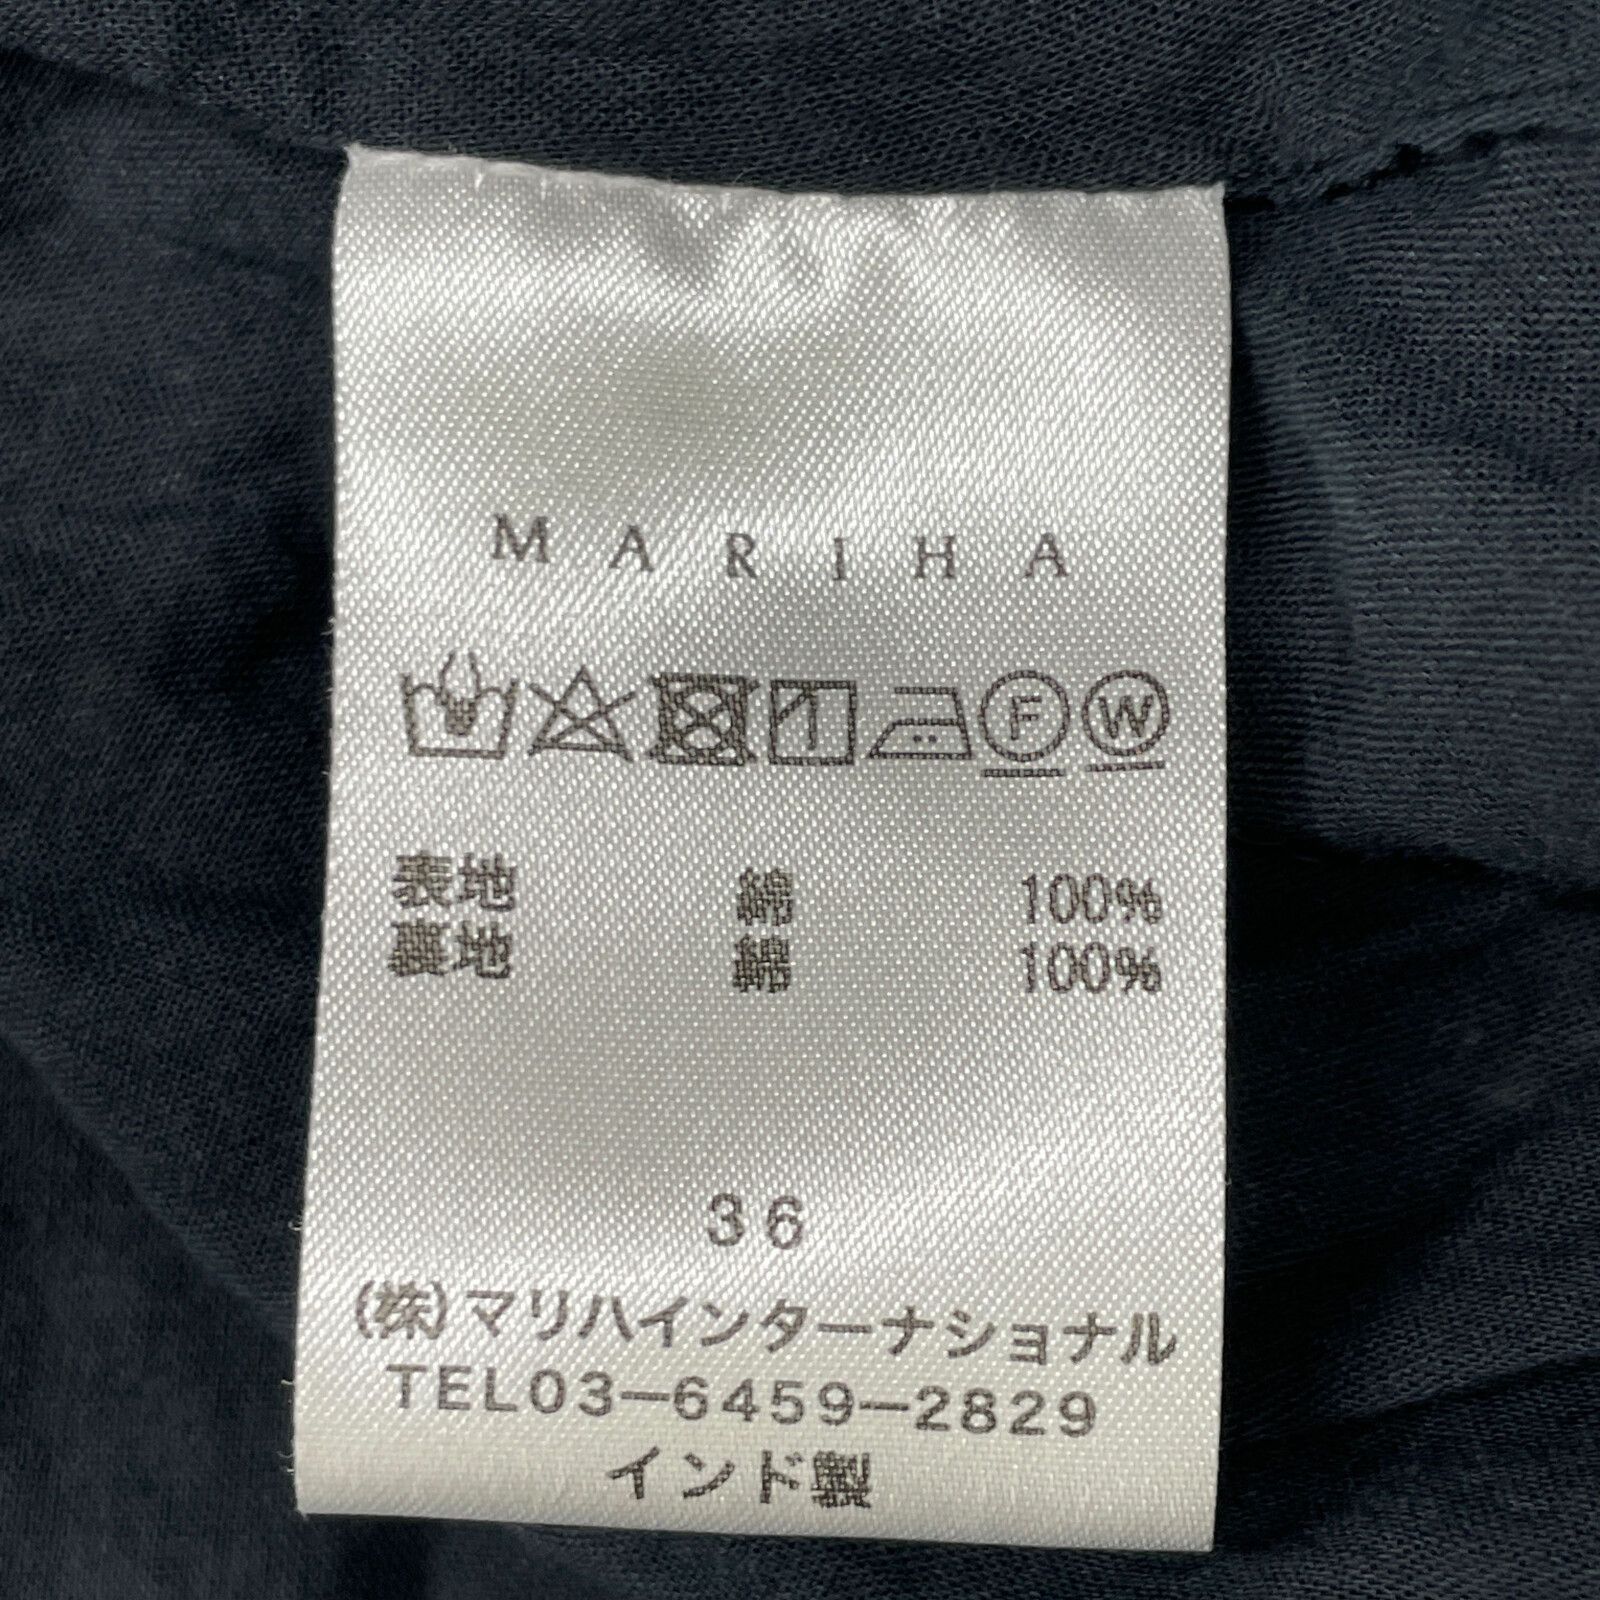 MARIHA
F W
表地 綿 100%
裏地 綿 100%
36
(株)マリハインターナショナル
TEL03-6459-2829
インド製